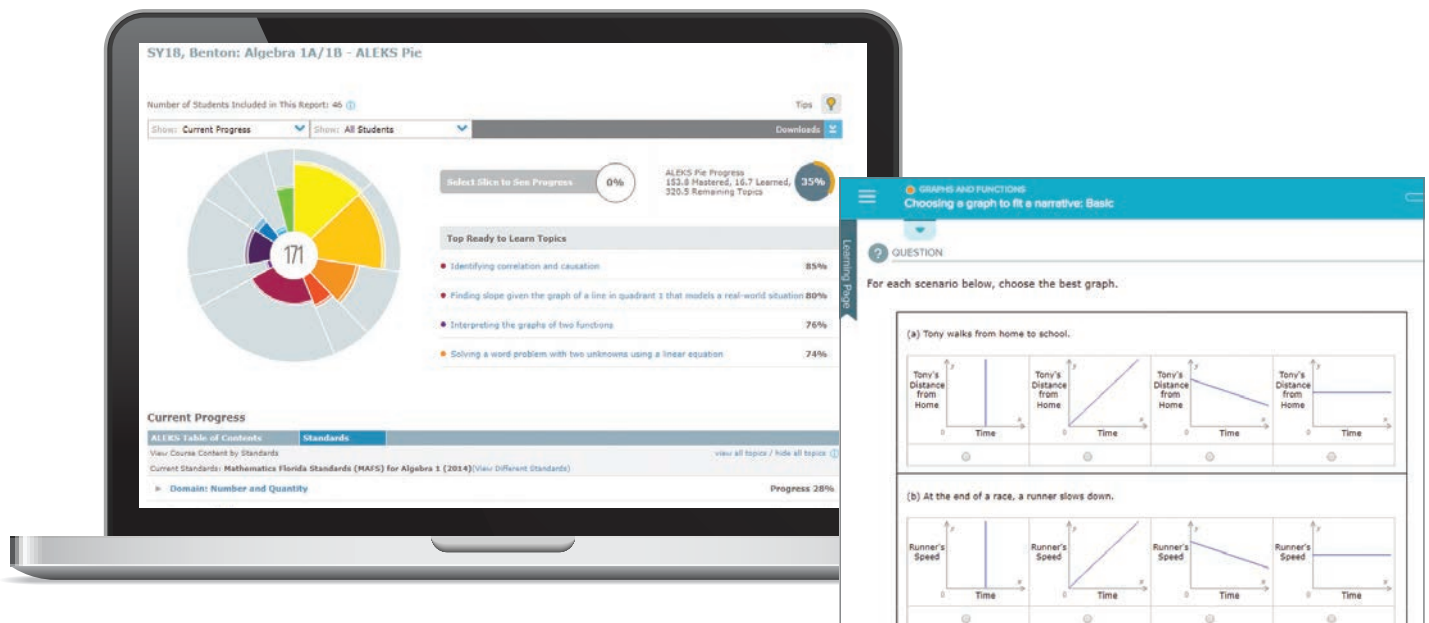 SY18, Benton: Algebra 1A/1B - ALEKS Pie
Number of Students Included in This Report: 46
Tips
Show: Current Progress
Show: All Students
Downloads
171
Select Slice to See Progress
0%
ALEKS Pie Progress
153.8 Mastered, 16.7 Learned,
320.5 Remaining Topics
35%
Top Ready to Learn Topics
Identifying correlation and causation 85%
Finding slope given the graph of a line in quadrant 1 that models a real-world situation 80%
Interpreting the graphs of two functions 76%
Solving a word problem with two unknowns using a linear equation 74%
Current Progress
ALEKS Table of Contents
Standards
View Course Content by Standards
view all topics / hide all topics
Current Standards: Mathematics Florida Standards (MAFS) for Algebra 1 (2014)(View Different Standards)
Domain: Number and Quantity
Progress 28%
GRAPHS AND FUNCTIONS
Choosing a graph to fit a narrative: Basic
Learning Page
? QUESTION
For each scenario below, choose the best graph.
(a) Tony walks from home to school.
Tony's
Distance
from
Home
y
x
0
Time
Tony's
Distance
from
Home
y
x
0
Time
Tony's
Distance
from
Home
y
x
0
Time
Tony's
Distance
from
Home
y
x
0
Time
(b) At the end of a race, a runner slows down.
Runner's
Speed
y
x
0
Time
Runner's
Speed
y
x
0
Time
Runner's
Speed
y
x
0
Time
Runner's
Speed
y
x
0
Time